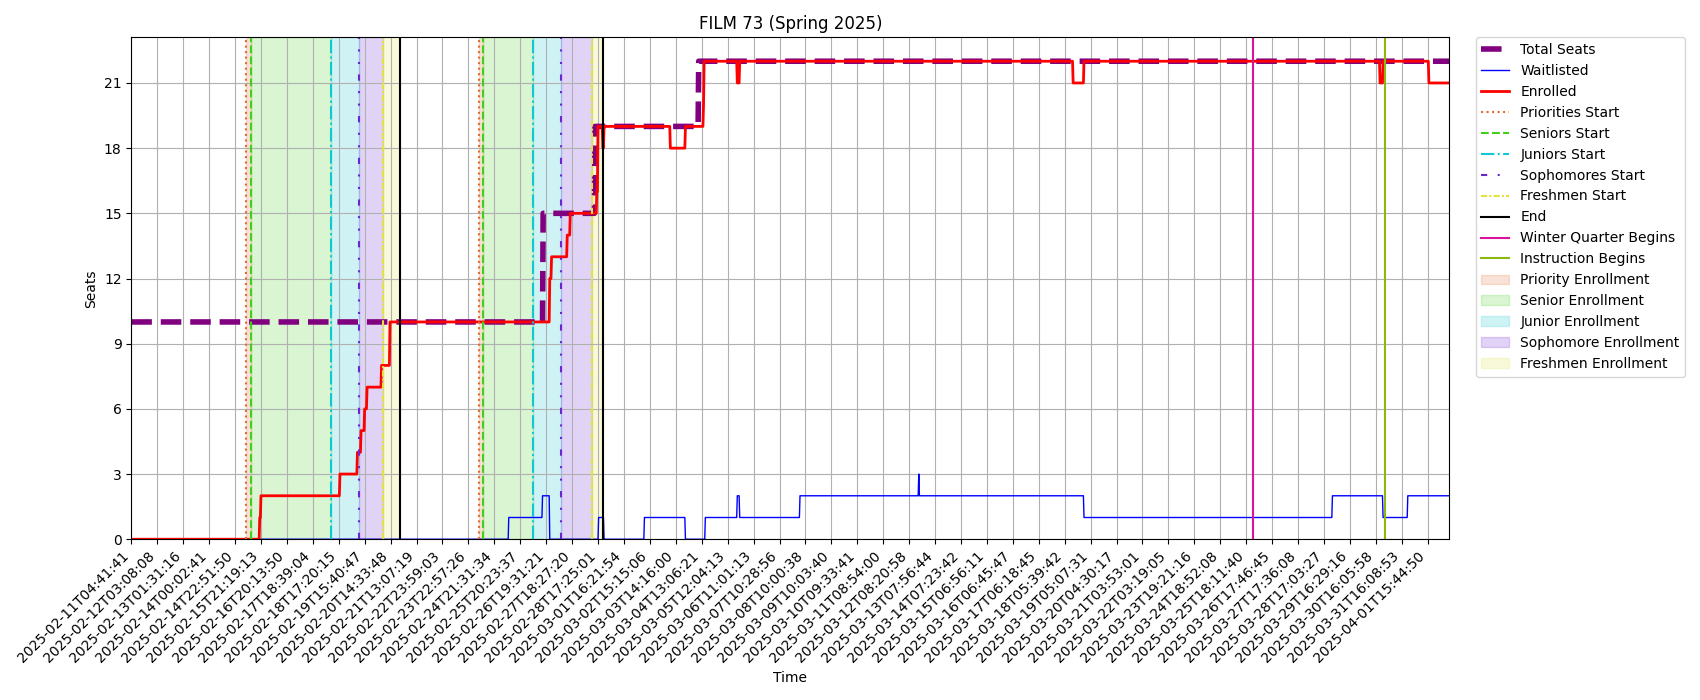 FILM 73 (Spring 2025)
Seats
21
18
15
12
9
6
3
0
2025-02-11T04:41:41
2025-02-12T03:08:08
2025-02-13T01:31:16
2025-02-14T00:02:41
2025-02-14T22:51:50
2025-02-15T21:19:13
2025-02-16T20:13:50
2025-02-17T18:39:04
2025-02-18T17:20:15
2025-02-19T15:40:47
2025-02-20T14:33:48
2025-02-21T13:07:19
2025-02-22T23:59:03
2025-02-23T22:57:26
2025-02-24T21:31:34
2025-02-25T20:23:37
2025-02-26T19:31:21
2025-02-27T18:27:20
2025-02-28T17:25:01
2025-03-01T16:21:54
2025-03-02T15:15:06
2025-03-03T14:16:00
2025-03-04T13:06:21
2025-03-05T12:04:13
2025-03-06T11:01:13
2025-03-07T10:28:56
2025-03-08T10:00:38
2025-03-09T10:03:40
2025-03-10T09:33:41
2025-03-11T08:54:00
2025-03-12T08:20:58
2025-03-13T07:56:44
2025-03-14T07:23:42
2025-03-15T06:56:11
2025-03-16T06:45:47
2025-03-17T06:18:45
2025-03-18T05:39:42
2025-03-19T05:07:31
2025-03-20T04:30:17
2025-03-21T03:53:01
2025-03-22T03:19:05
2025-03-23T19:21:16
2025-03-24T18:52:08
2025-03-25T18:11:40
2025-03-26T17:46:45
2025-03-27T17:36:08
2025-03-28T17:03:27
2025-03-29T16:29:16
2025-03-30T16:05:58
2025-03-31T16:08:53
2025-04-01T15:44:50
Time
Total Seats
Waitlisted
Enrolled
Priorities Start
Seniors Start
Juniors Start
Sophomores Start
Freshmen Start
End
Winter Quarter Begins
Instruction Begins
Priority Enrollment
Senior Enrollment
Junior Enrollment
Sophomore Enrollment
Freshmen Enrollment